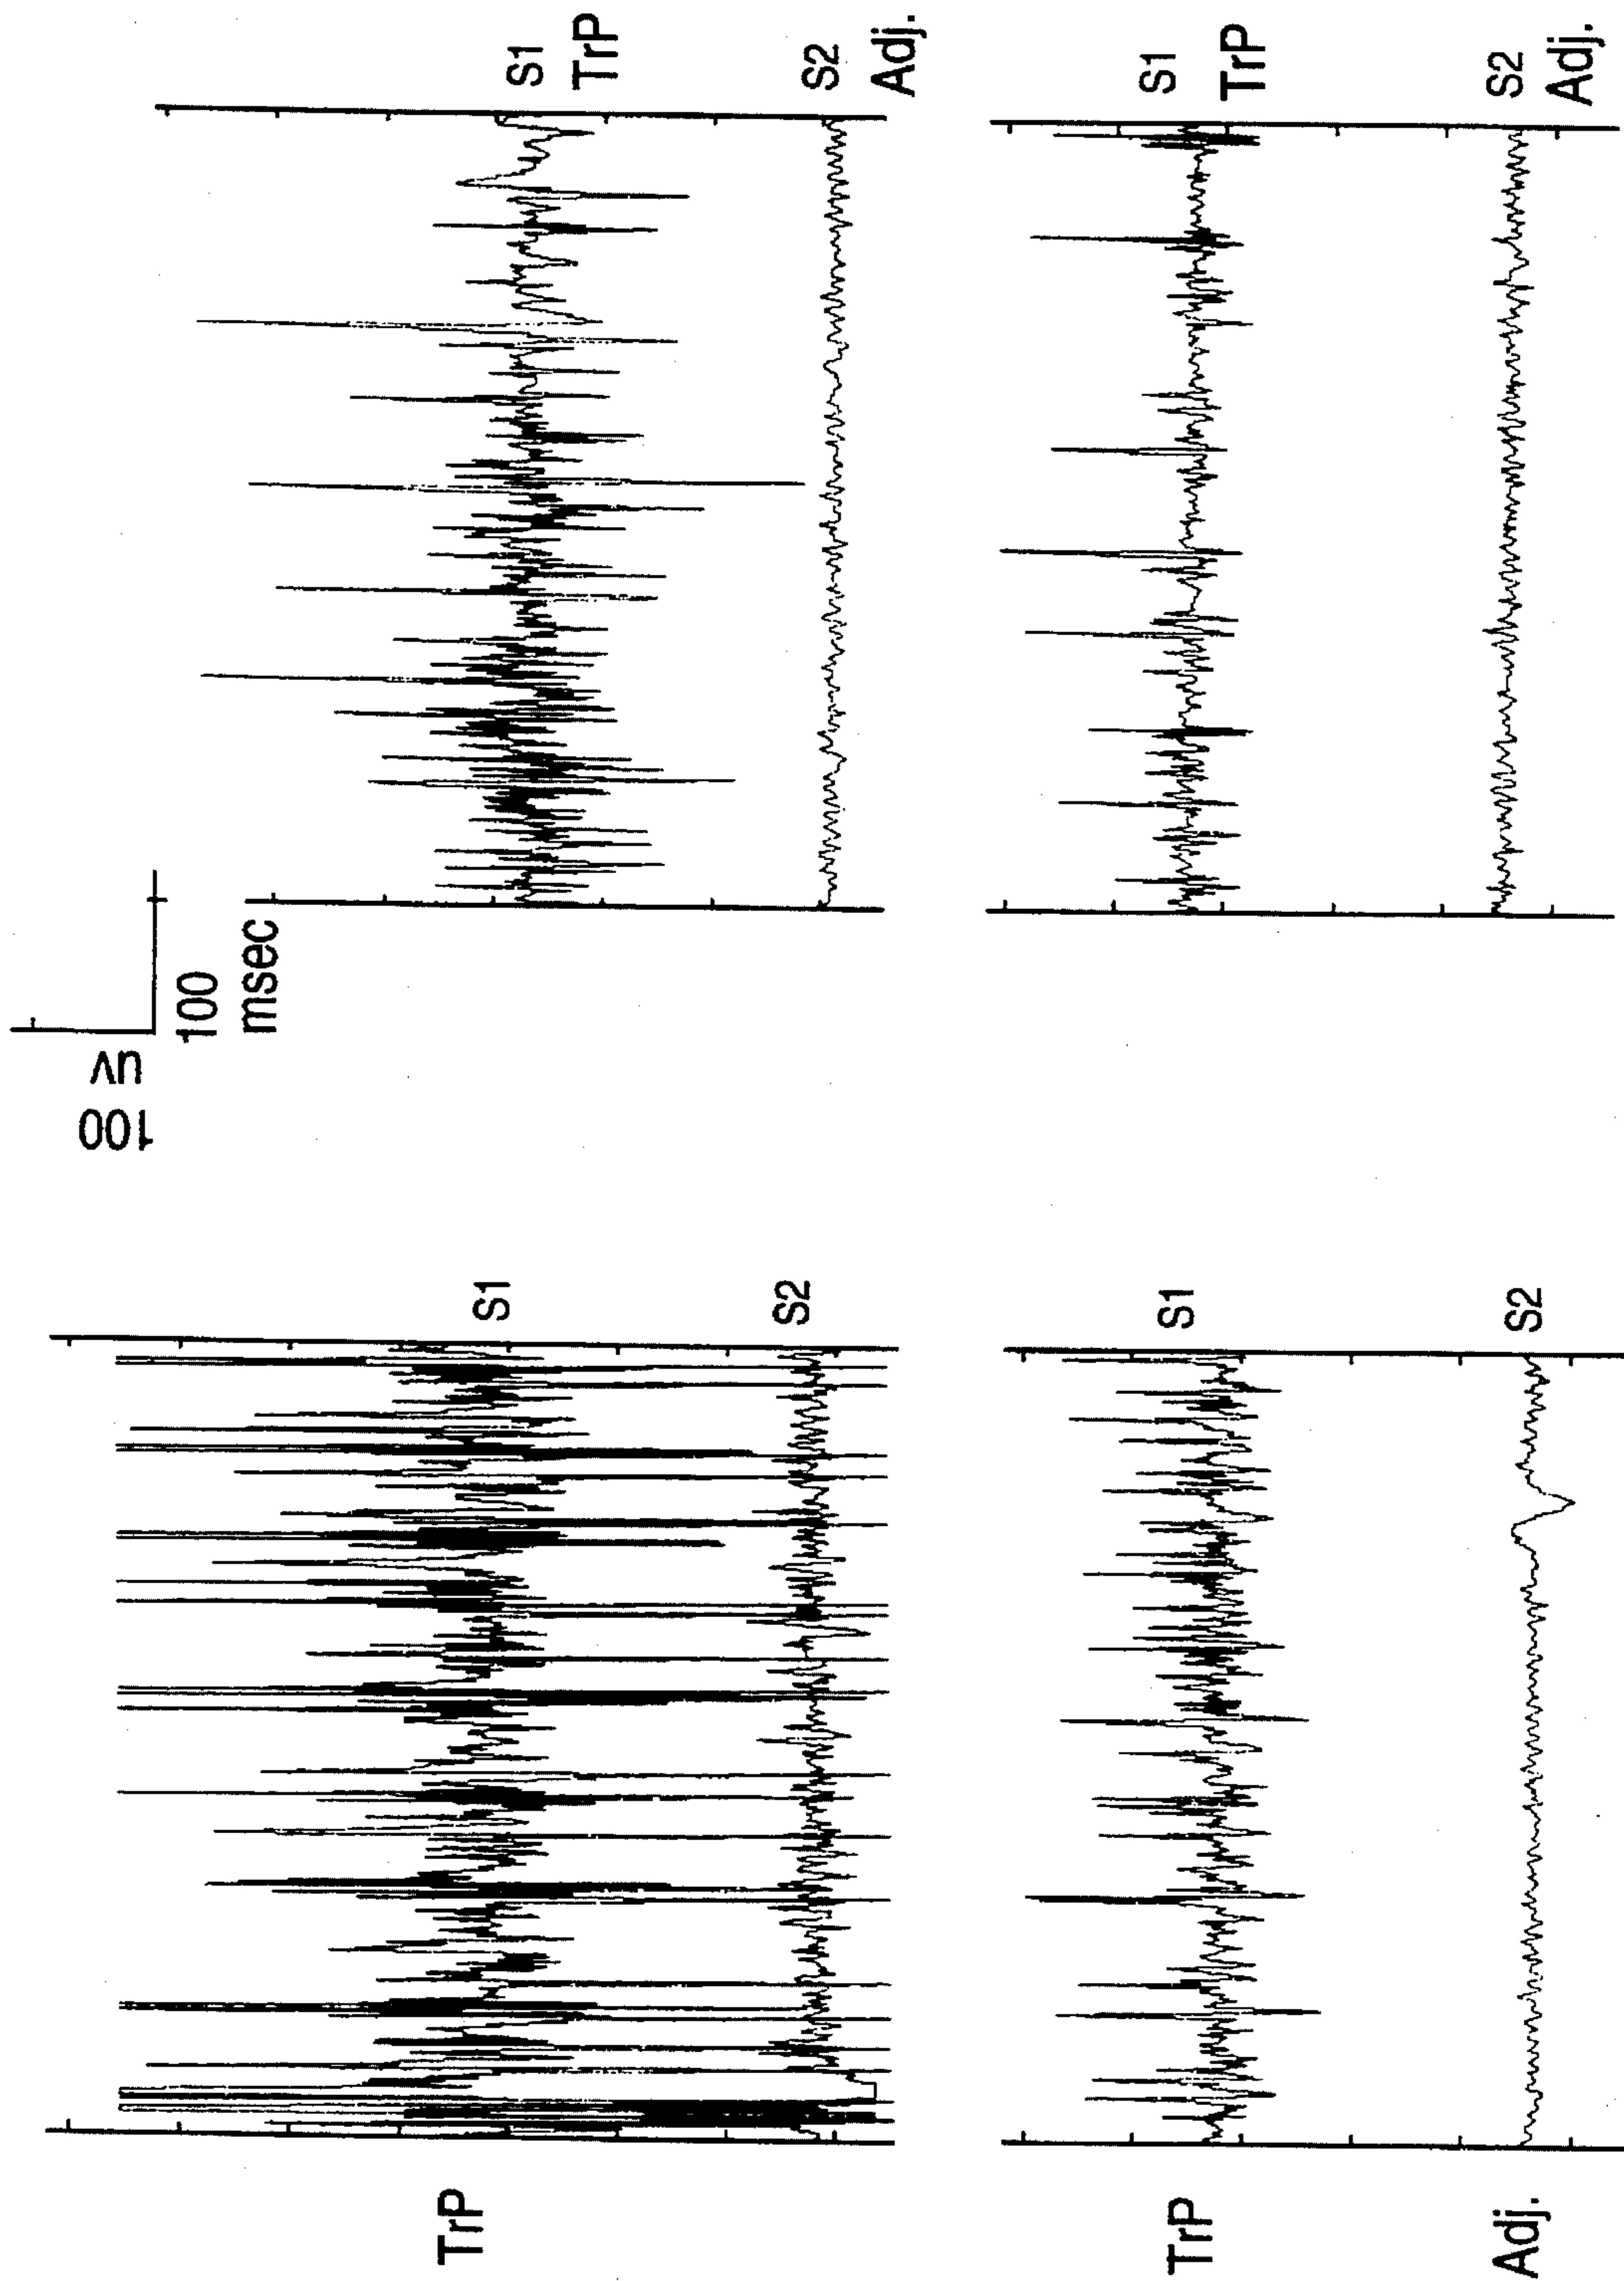 100 uv
100
msec
TrP
S1
S2
S1
TrP
S2
Adj.
TrP
S1
Adj.
S2
S1
TrP
S2
Adj.